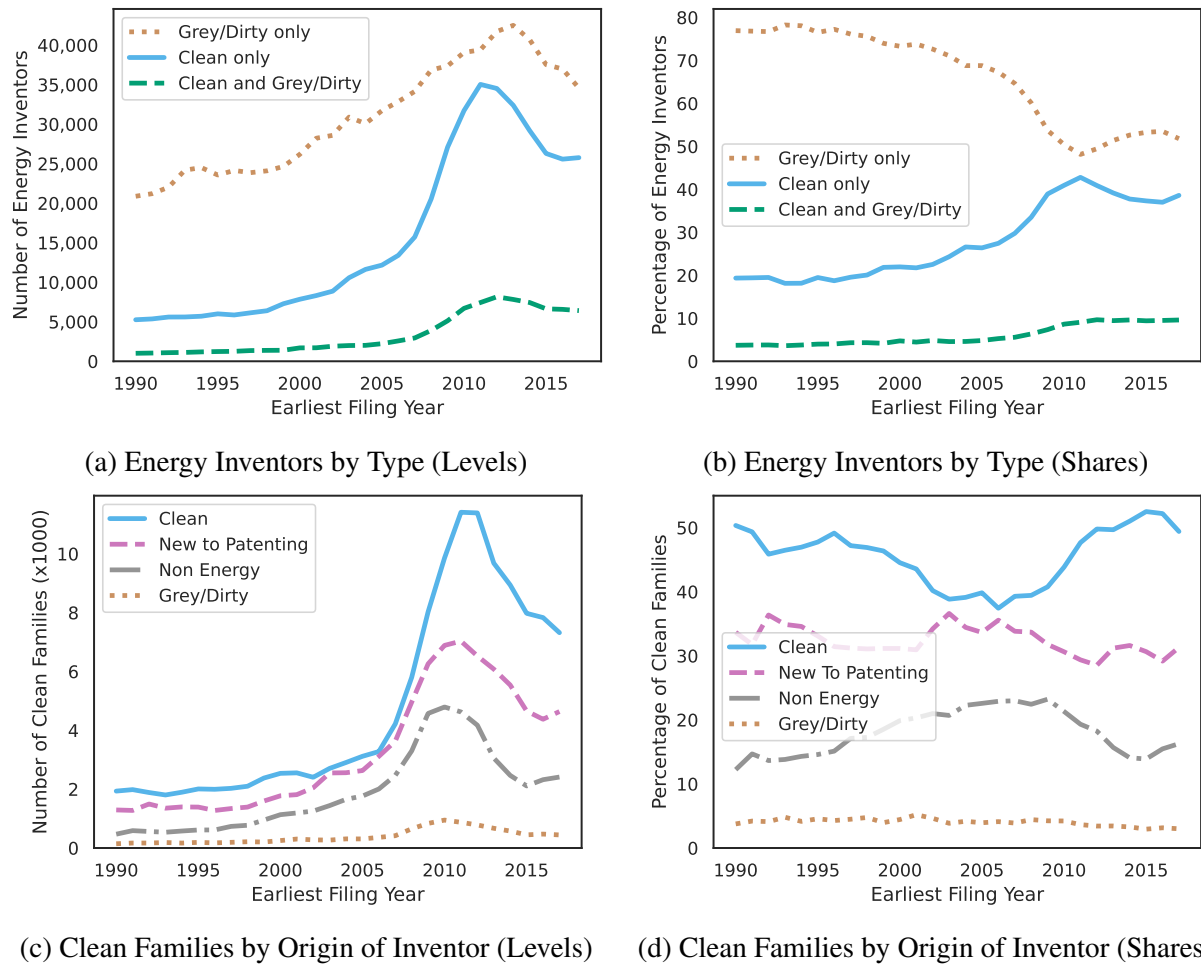 Number of Energy Inventors
40,000
35,000
30,000
25,000
20,000
15,000
10,000
5,000
0
Grey/Dirty only
Clean only
Clean and Grey/Dirty
1990 1995 2000 2005 2010 2015
Earliest Filing Year
(a) Energy Inventors by Type (Levels)
Percentage of Energy Inventors
80
70
60
50
40
30
20
10
0
Grey/Dirty only
Clean only
Clean and Grey/Dirty
1990 1995 2000 2005 2010 2015
Earliest Filing Year
(b) Energy Inventors by Type (Shares)
Number of Clean Families (x1000)
10
8
6
4
2
0
Clean
New to Patenting
Non Energy
Grey/Dirty
1990 1995 2000 2005 2010 2015
Earliest Filing Year
(c) Clean Families by Origin of Inventor (Levels)
Percentage of Clean Families
50
40
30
20
10
0
Clean
New To Patenting
Non Energy
Grey/Dirty
1990 1995 2000 2005 2010 2015
Earliest Filing Year
(d) Clean Families by Origin of Inventor (Shares